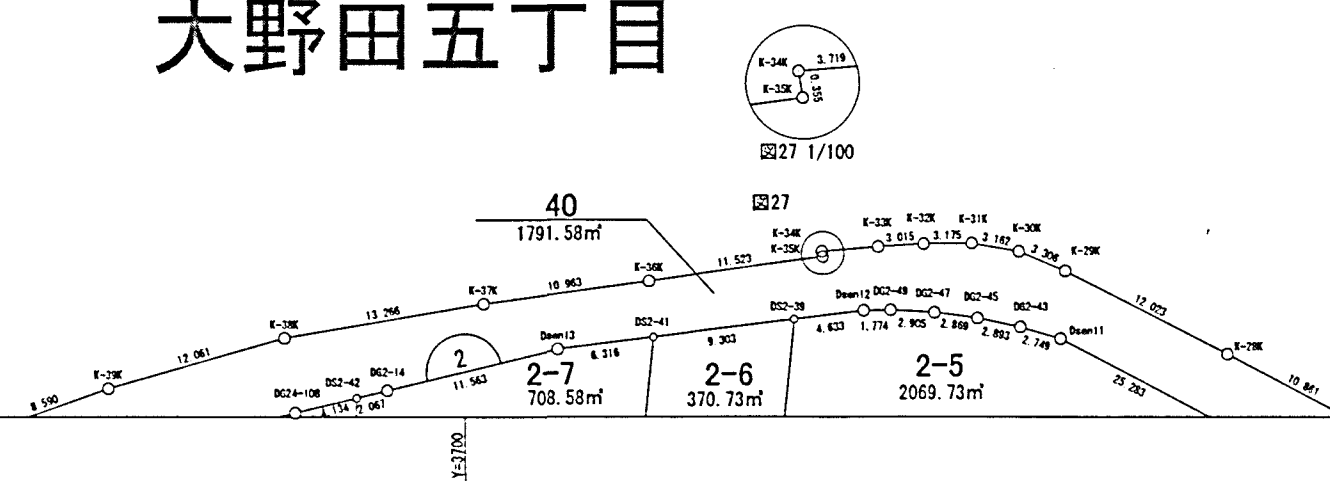 大野田五丁目
K-34K
3.719
0.355
K-35K
図27 1/100
図27
40
1791.58㎡
K-34K
K-35K
K-33K
3.015
K-32K
3.175
K-31K
3.162
K-30K
2.306
K-29K
12.023
K-28K
10.861
11.523
K-36K
10.963
K-37K
13.266
K-38K
12.061
K-39K
8.590
DG24-108
4.134
DS2-42
2.067
DG2-14
2
11.563
Dsen13
6.316
DS2-41
9.303
DS2-39
4.633
Dsen12
1.774
DG2-49
2.905
DG2-47
2.869
DG2-45
2.893
DG2-43
2.749
Dsen11
25.283
2-7
708.58㎡
2-6
370.73㎡
2-5
2069.73㎡
Y=3700